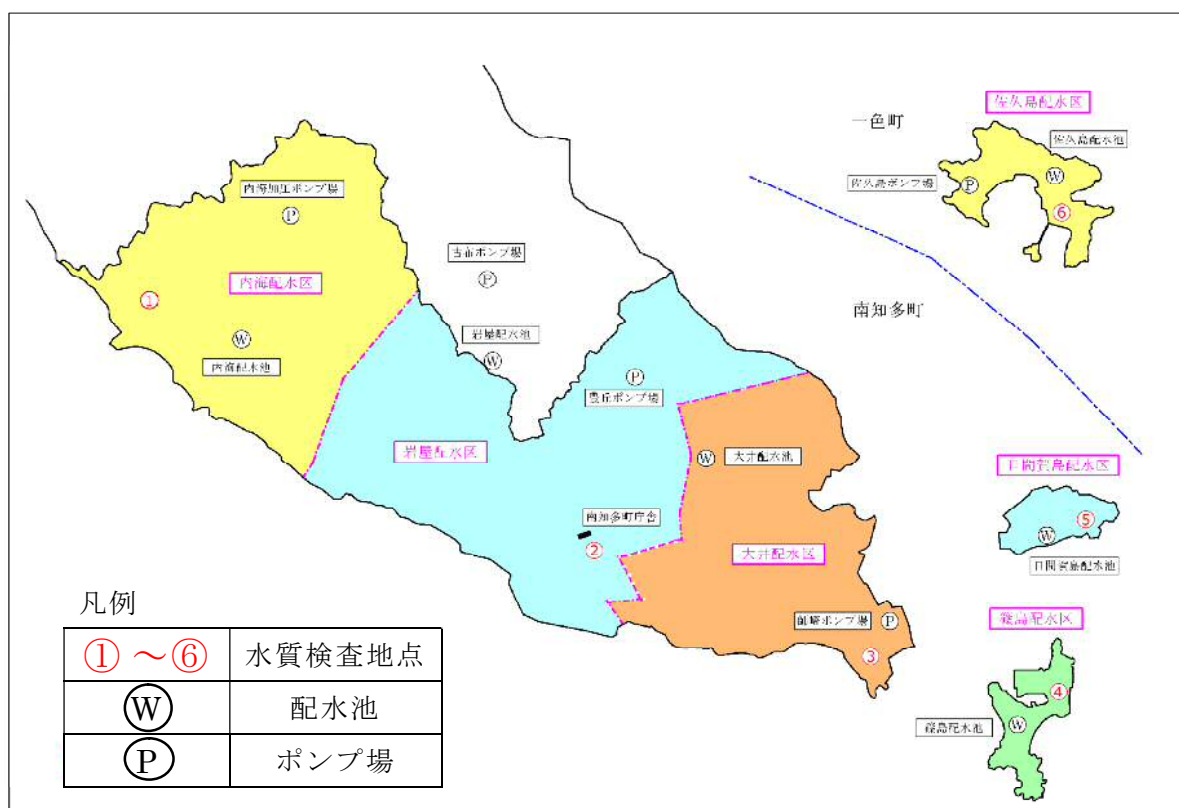 佐久島配水区
一色町
佐久島配水池
佐久島ポンプ場
P
W
⑥
内海加圧ポンプ場
P
古布ポンプ場
P
内海配水区
①
南知多町
岩屋配水池
W
W
内海配水池
P
豊丘ポンプ場
岩屋配水区
W
大井配水池
日間賀島配水区
⑤
W
日間賀島配水池
南知多町庁舎
②
大井配水区
師崎ポンプ場
P
③
篠島配水区
④
W
篠島配水池
凡例
①～⑥ 水質検査地点
W 配水池
P ポンプ場